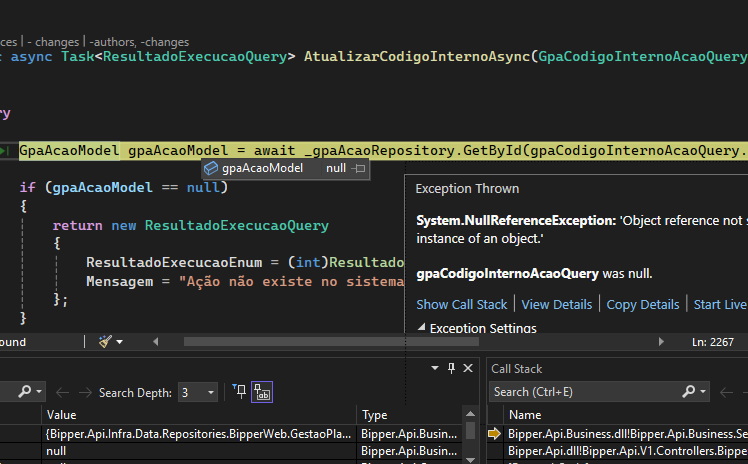 ces | - changes | -authors, -changes
async Task<ResultadoExecucaoQuery> AtualizarCodigoInternoAsync(GpaCodigoInternoAcaoQuery
ry
GpaAcaoModel gpaAcaoModel = await _gpaAcaoRepository.GetById(gpaCodigoInternoAcaoQuery.
gpaAcaoModel null
if (gpaAcaoModel == null)
{
return new ResultadoExecucaoQuery
{
ResultadoExecucaoEnum = (int)Resultado
Mensagem = "Ação não existe no sistema
};
}
Exception Thrown
System.NullReferenceException: 'Object reference not s
instance of an object.'
gpaCodigoInternoAcaoQuery was null.
Show Call Stack | View Details | Copy Details | Start Live
Exception Settings
ound
Ln: 2267
Search Depth: 3
Value Type
{Bipper.Api.Infra.Data.Repositories.BipperWeb.GestaoPla... Bipper.Api.Busin...
null Bipper.Api.Busin...
Call Stack
Search (Ctrl+E)
Name
Bipper.Api.Business.dll!Bipper.Api.Business.Se
Bipper.Api.dll!Bipper.Api.V1.Controllers.Bippe